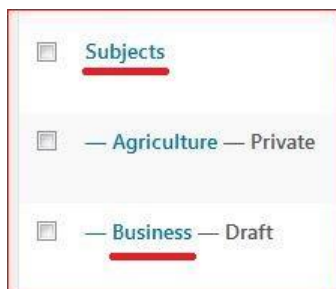 Subjects
— Agriculture — Private
— Business — Draft